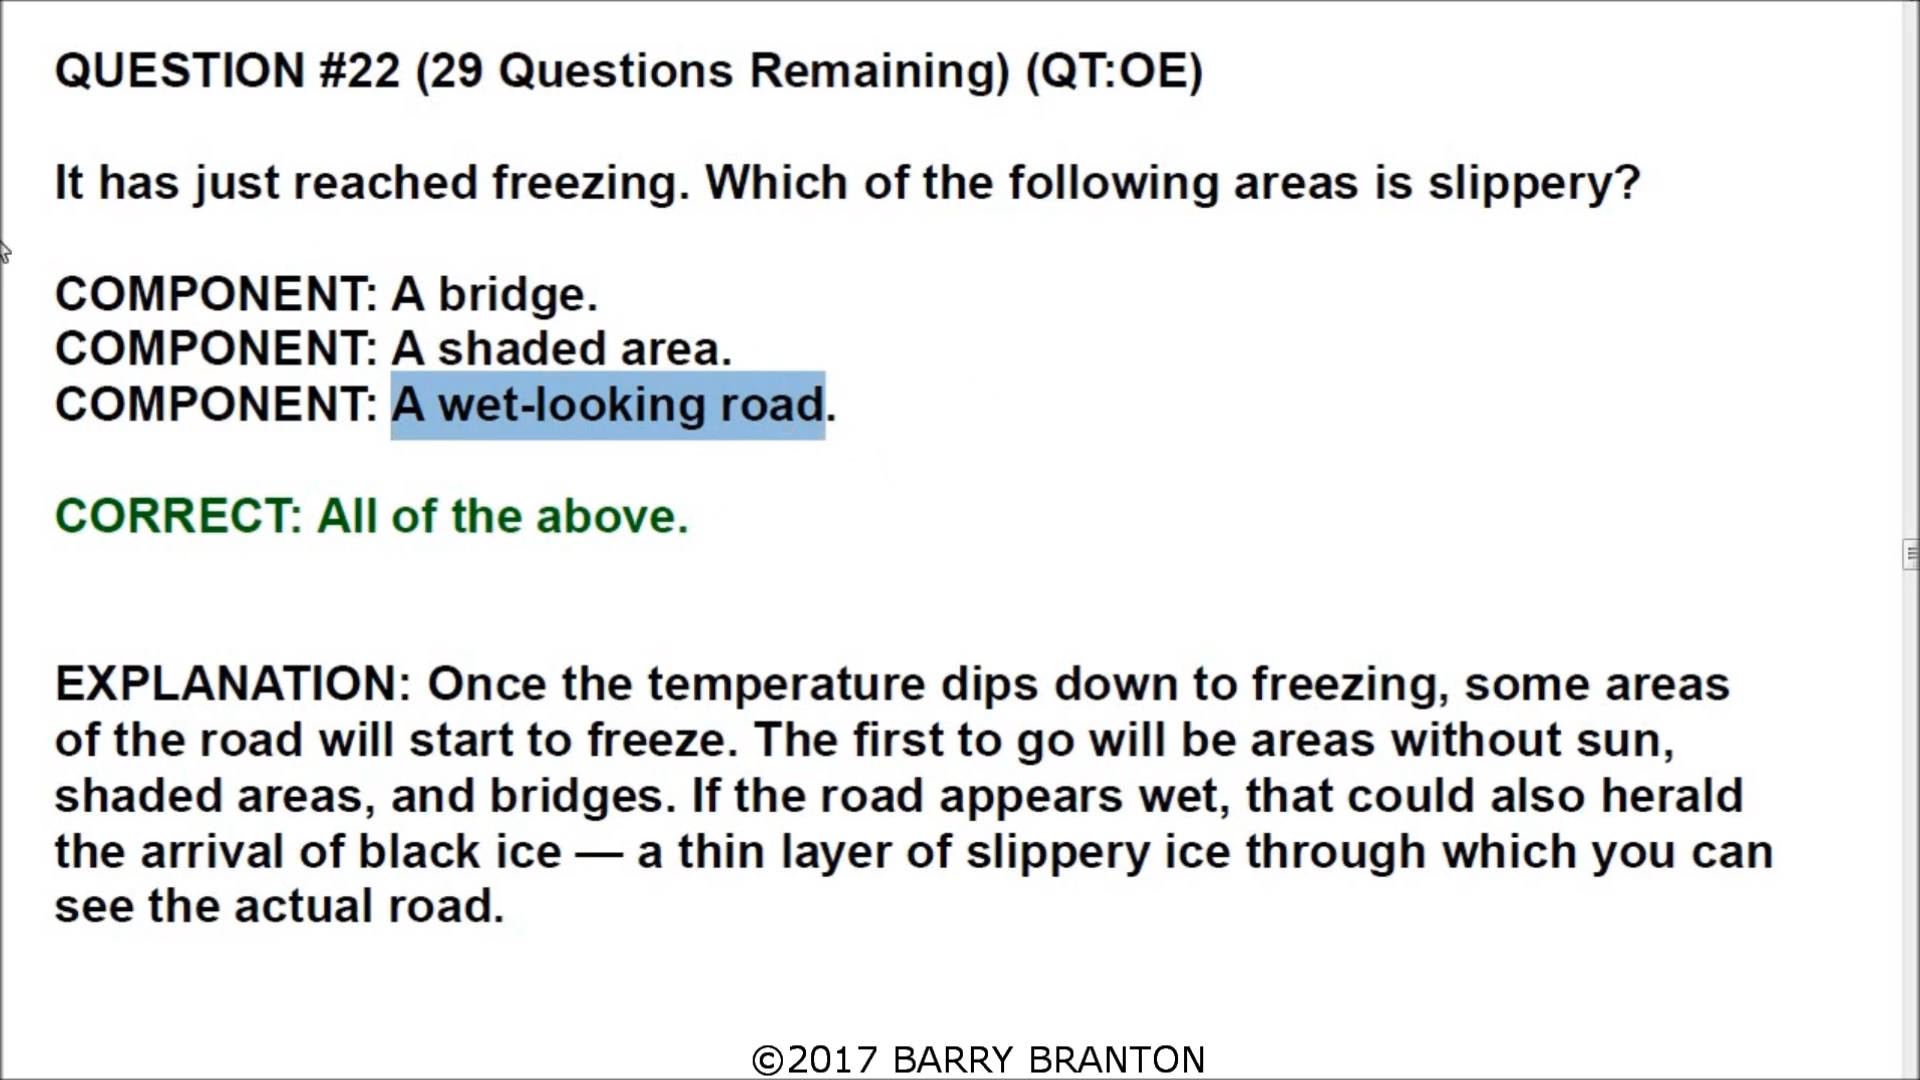 QUESTION #22 (29 Questions Remaining) (QT:OE)
It has just reached freezing. Which of the following areas is slippery?
COMPONENT: A bridge.
COMPONENT: A shaded area.
COMPONENT: A wet-looking road.
CORRECT: All of the above.
EXPLANATION: Once the temperature dips down to freezing, some areas
of the road will start to freeze. The first to go will be areas without sun,
shaded areas, and bridges. If the road appears wet, that could also herald
the arrival of black ice — a thin layer of slippery ice through which you can
see the actual road.
©2017 BARRY BRANTON